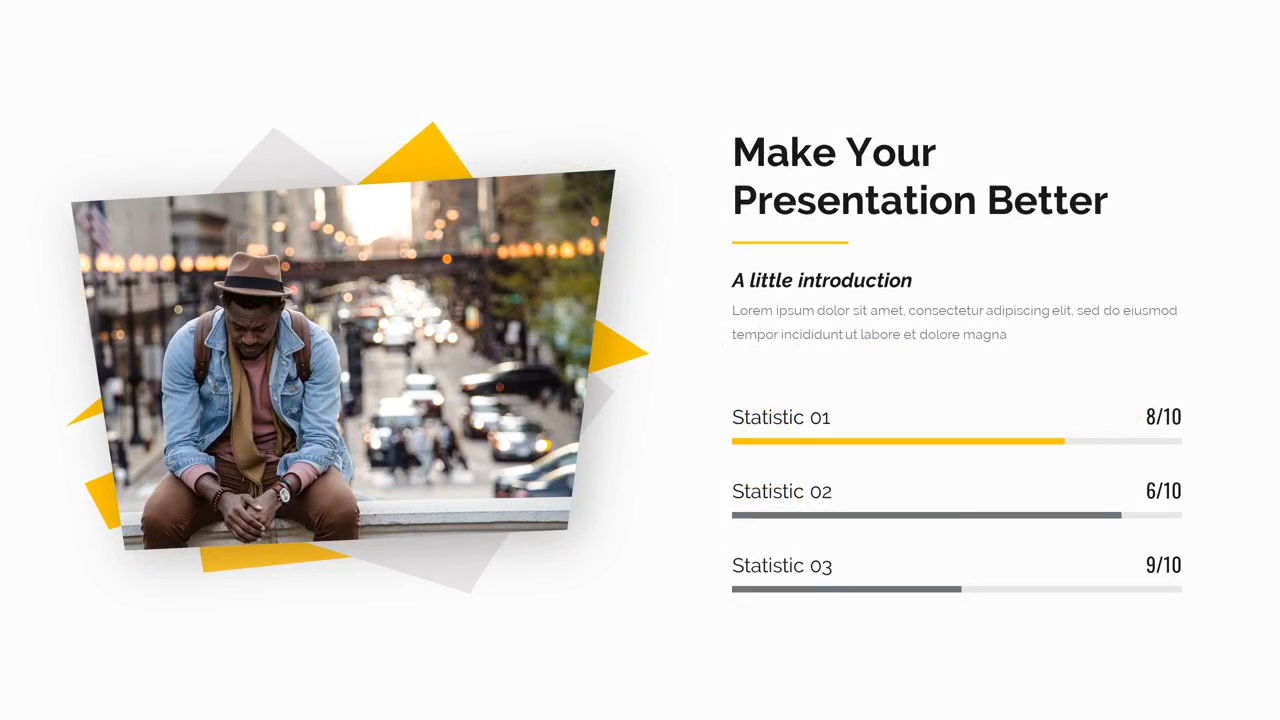 Make Your
Presentation Better
A little introduction
Lorem ipsum dolor sit amet, consectetur adipiscing elit, sed do eiusmod
tempor incididunt ut labore et dolore magna
Statistic 01 8/10
Statistic 02 6/10
Statistic 03 9/10